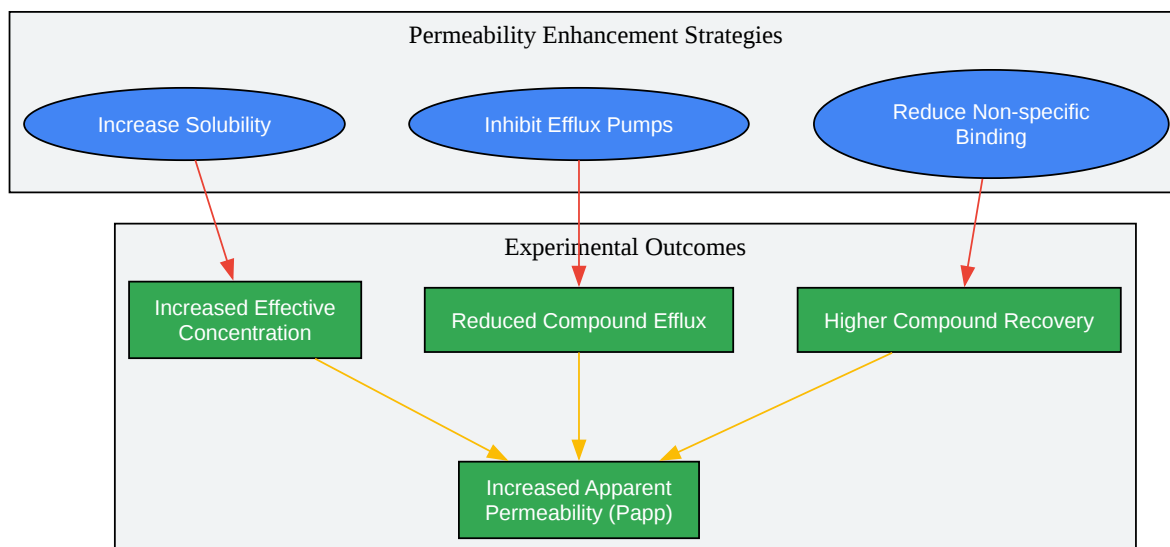 Permeability Enhancement Strategies
Increase Solubility
Inhibit Efflux Pumps
Reduce Non-specific
Binding
Experimental Outcomes
Increased Effective
Concentration
Reduced Compound Efflux
Higher Compound Recovery
Increased Apparent
Permeability (Papp)